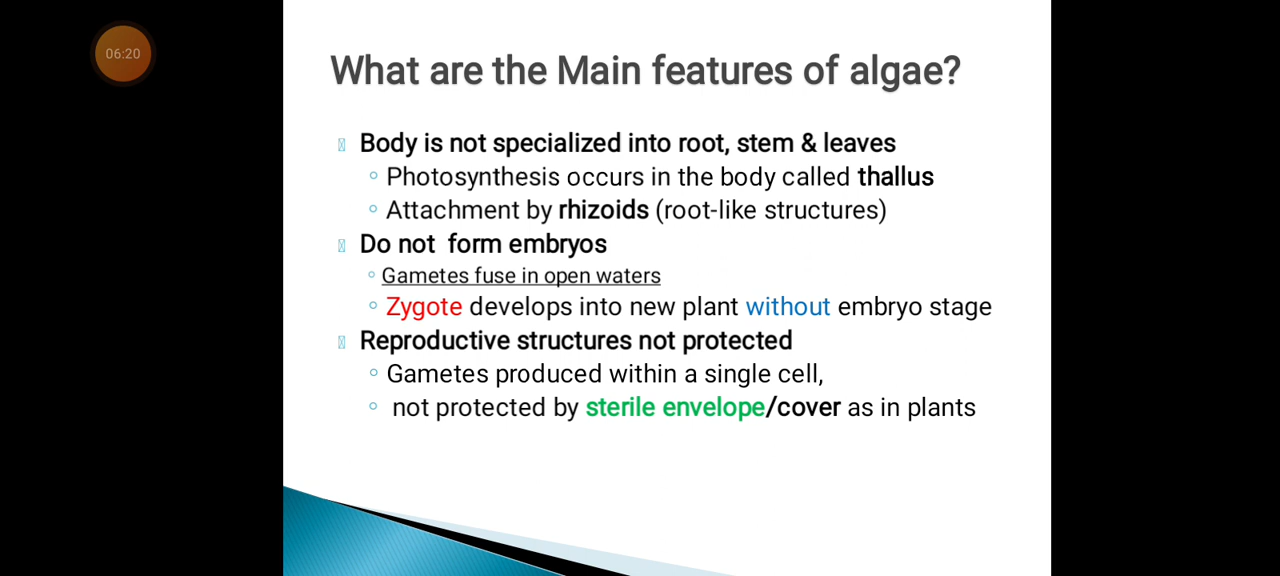 06:20
What are the Main features of algae?
Body is not specialized into root, stem & leaves
Photosynthesis occurs in the body called thallus
Attachment by rhizoids (root-like structures)
Do not form embryos
Gametes fuse in open waters
Zygote develops into new plant without embryo stage
Reproductive structures not protected
Gametes produced within a single cell,
not protected by sterile envelope/cover as in plants